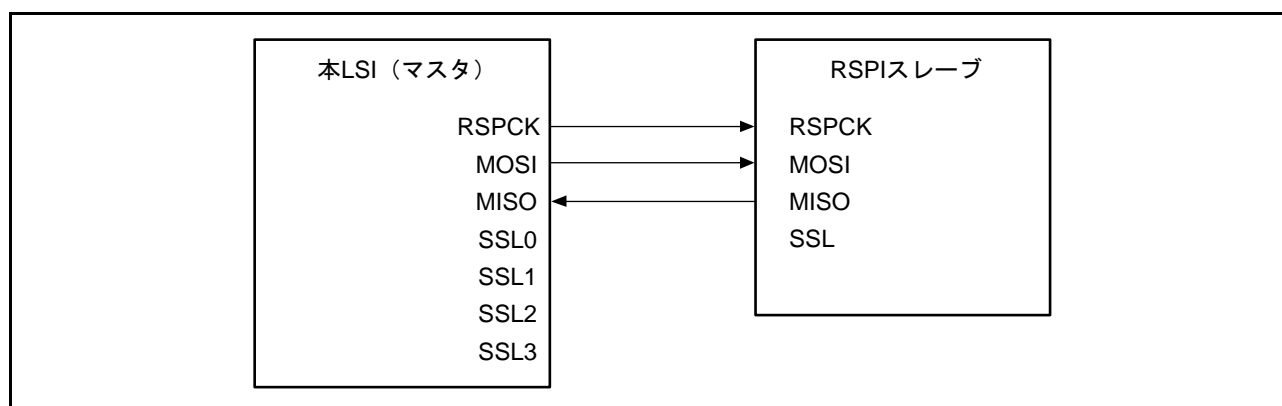 本LSI（マスタ）
RSPCK
MOSI
MISO
SSL0
SSL1
SSL2
SSL3
RSPIスレーブ
RSPCK
MOSI
MISO
SSL